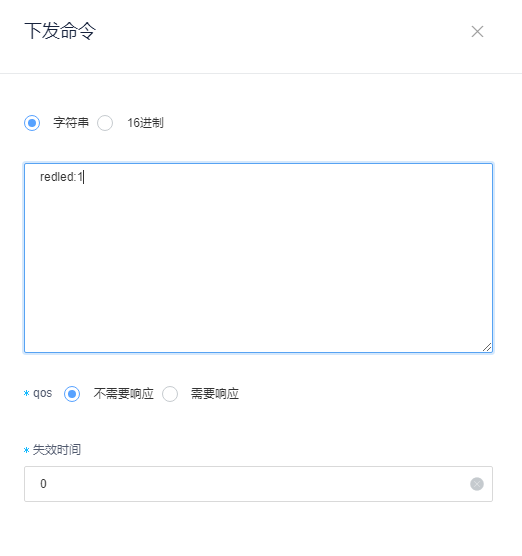 下发命令
字符串 16进制
redled:1
* qos 不需要响应 需要响应
* 失效时间
0